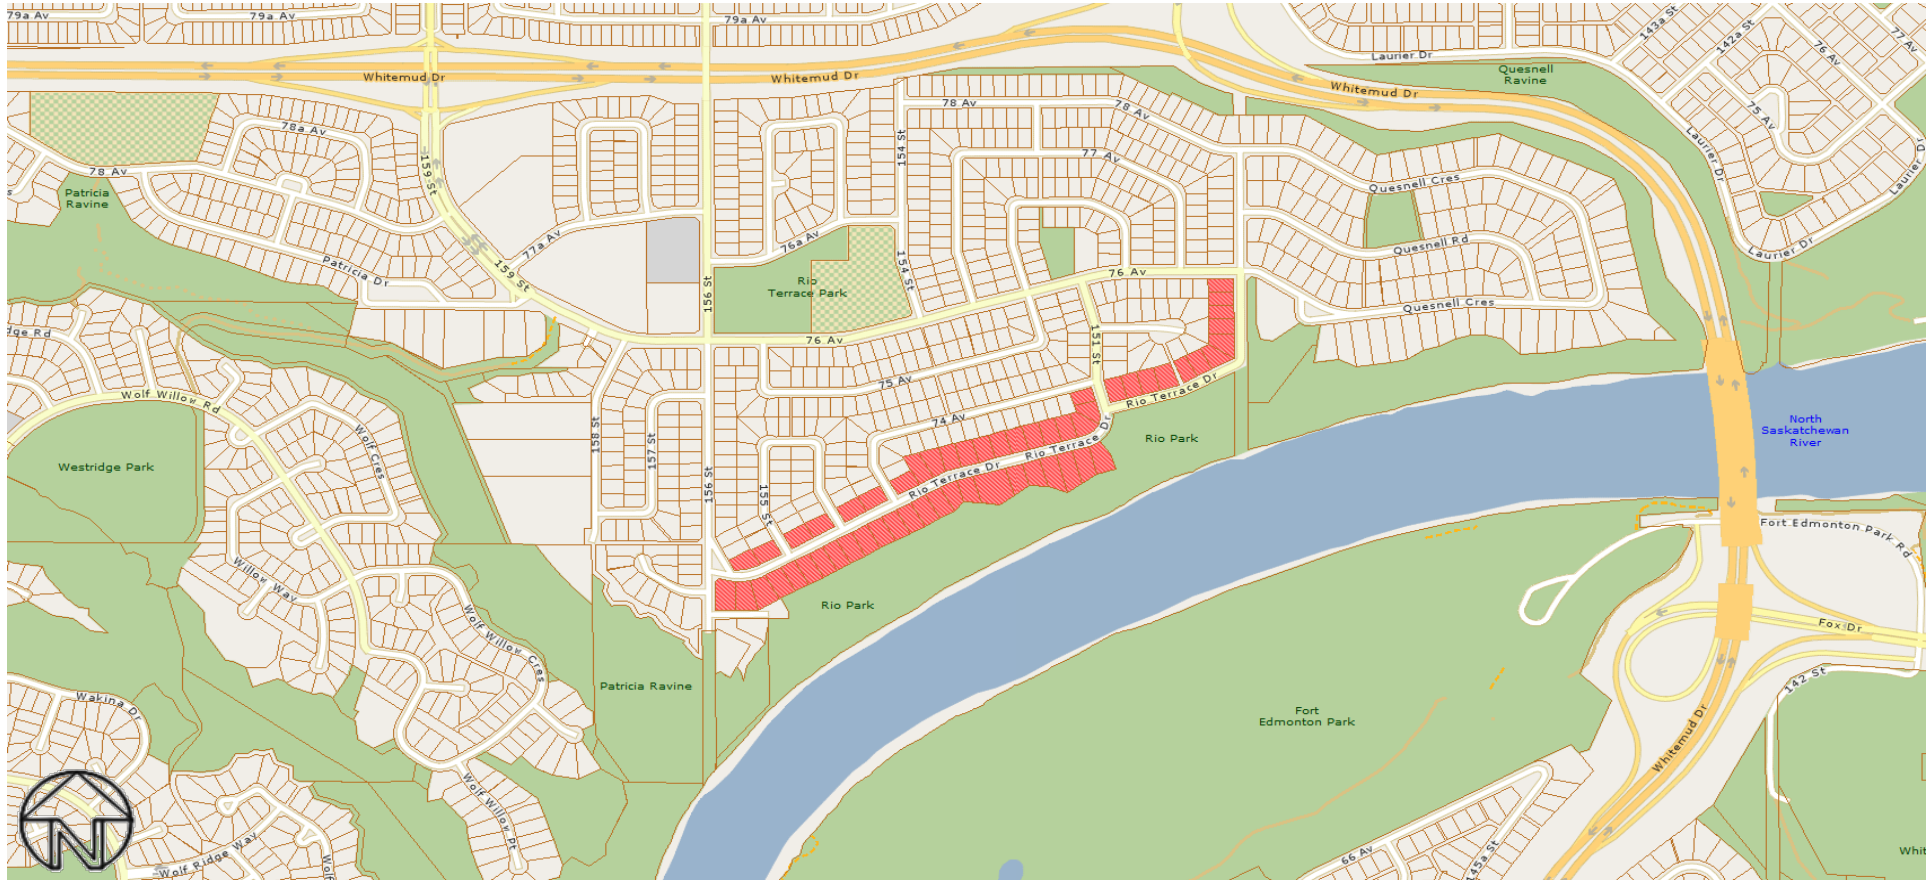 79a Av
79a Av
79a Av
Whitemud Dr
Whitemud Dr
Whitemud Dr
Laurier Dr
Quesnell
Ravine
143a St
142a St
76 Av
77 Av
75 Av
Laurier Dr
Laurier Dr
Laurier Dr
78a Av
78 Av
159 St
Patricia
Ravine
Patricia Dr
159 St
77a Av
76a Av
156 St
154 St
154 St
78 Av
78 Av
77 Av
Quesnell Cres
Quesnell Rd
Quesnell Cres
76 Av
Rio
Terrace Park
76 Av
75 Av
151 St
Rio Terrace Dr
74 Av
Rio Terrace Dr
Rio Terrace Dr
Rio Park
North
Saskatchewan
River
dge Rd
Wolf Willow Rd
Wolf Cres
Westridge Park
158 St
157 St
156 St
155 St
Willow Way
Wolf Willow Cres
Rio Park
Patricia Ravine
Fort Edmonton Park Rd
Fox Dr
142 St
Whitemud Dr
Fort
Edmonton Park
Wakina Dr
Wolf Willow Pt
Wolf Ridge Way
Wolf
66 Av
145a St
Whit
N